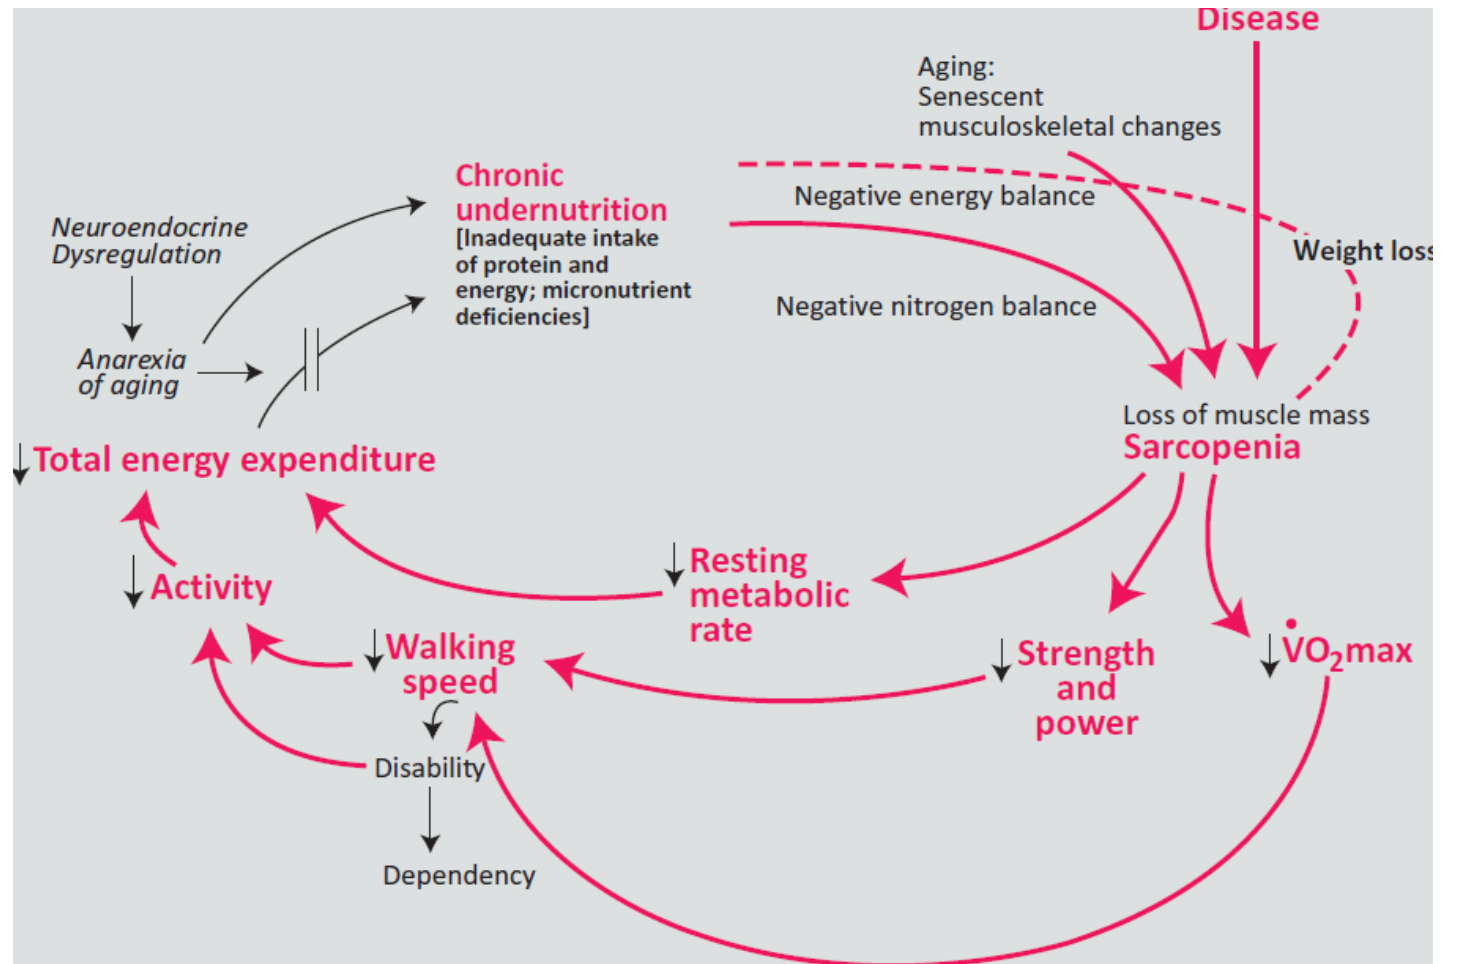 Disease
Aging:
Senescent
musculoskeletal changes
Chronic
undernutrition
[Inadequate intake
of protein and
energy; micronutrient
deficiencies]
Negative energy balance
Neuroendocrine
Dysregulation
Weight loss
Negative nitrogen balance
Anarexia
of aging
Loss of muscle mass
Sarcopenia
Total energy expenditure
Resting
metabolic
rate
Activity
Walking
speed
Strength
and
power
V̇O₂max
Disability
Dependency